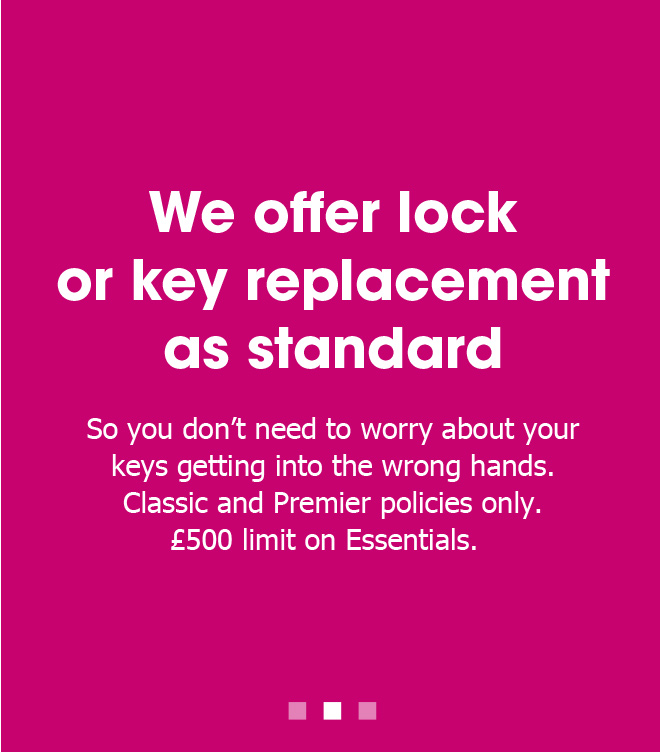 We offer lock
or key replacement
as standard
So you don’t need to worry about your
keys getting into the wrong hands.
Classic and Premier policies only.
£500 limit on Essentials.